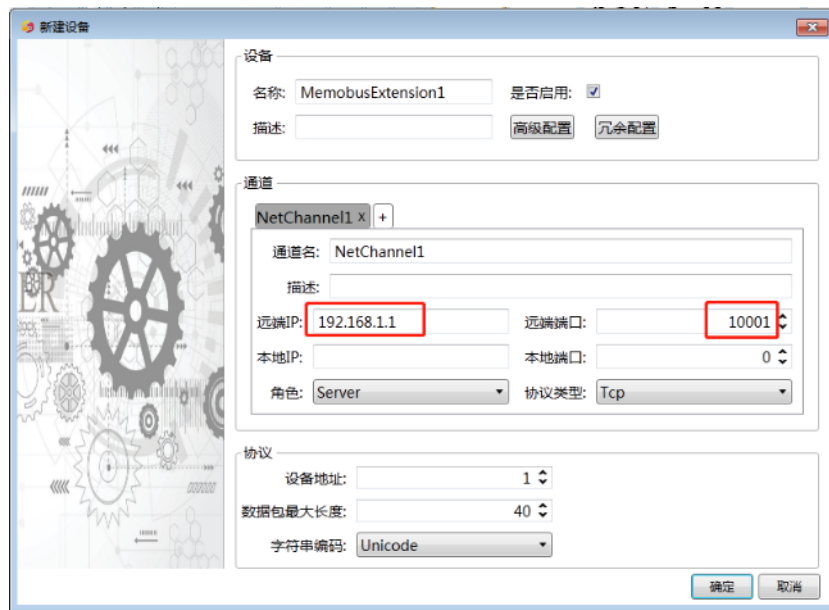 新建设备
设备
名称: MemobusExtension1 是否启用:
描述: 高级配置 冗余配置
通道
NetChannel1 x +
通道名: NetChannel1
描述:
远端IP: 192.168.1.1 远端端口: 10001
本地IP: 本地端口: 0
角色: Server 协议类型: Tcp
协议
设备地址: 1
数据包最大长度: 40
字符串编码: Unicode
确定 取消